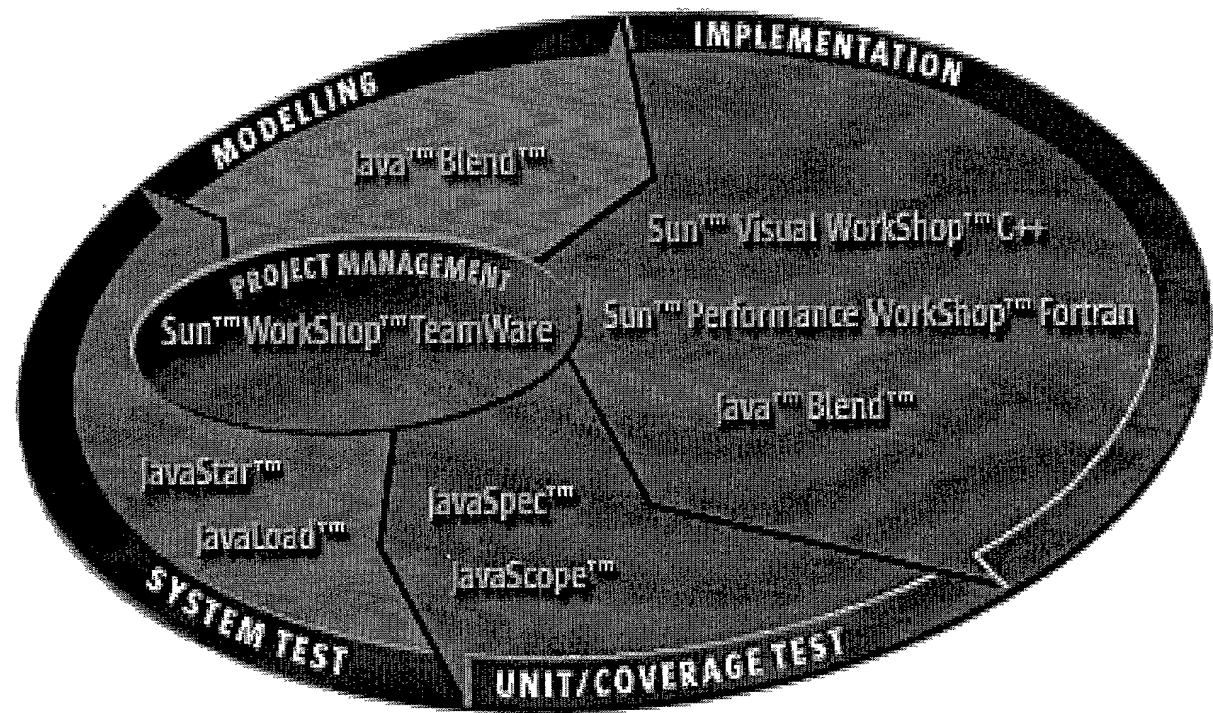 MODELLING
IMPLEMENTATION
Java™ Blend™
Sun™ Visual WorkShop™ C++
PROJECT MANAGEMENT
Sun™ WorkShop™ TeamWare
Sun™ Performance WorkShop™ Fortran
Java™ Blend™
JavaStar™
JavaLoad™
JavaSpec™
JavaScope™
SYSTEM TEST
UNIT/COVERAGE TEST